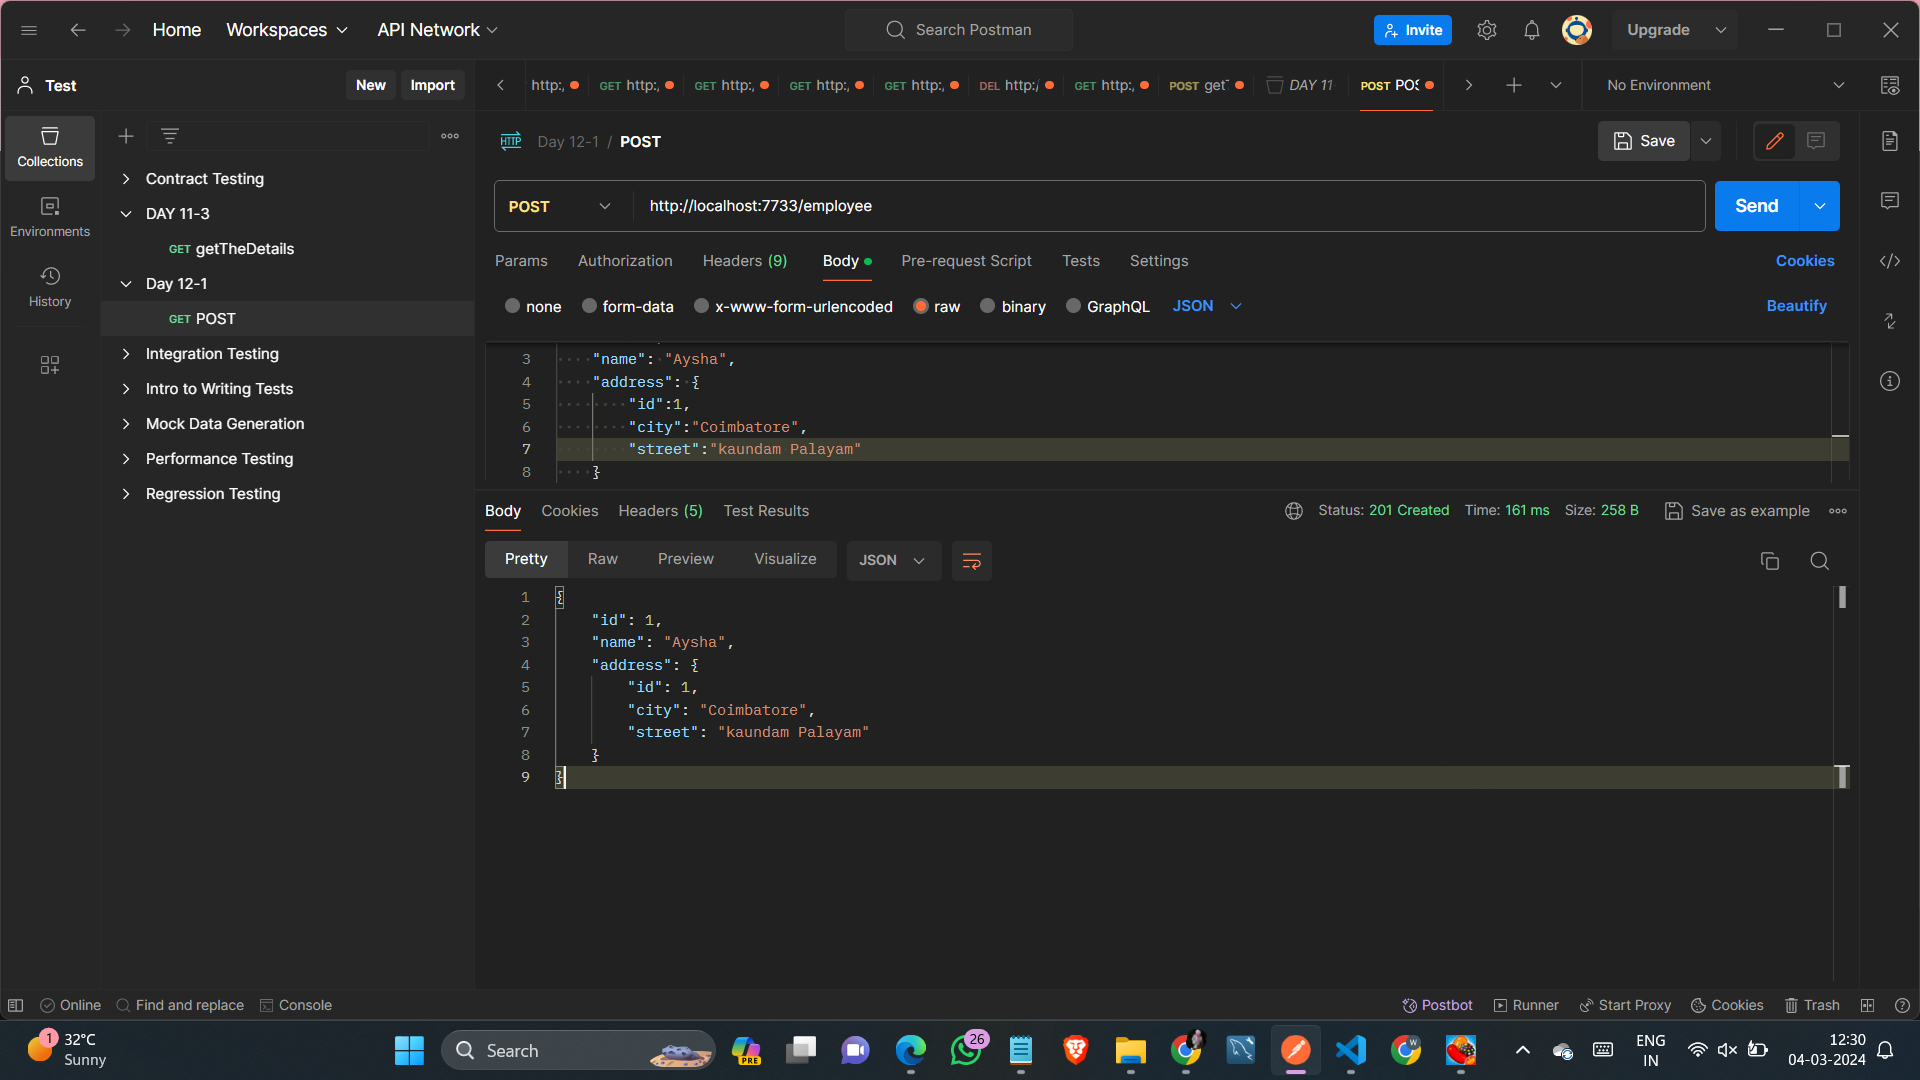 Home
Workspaces
API Network
Search Postman
Invite
Upgrade
Test
New
Import
http:,
GET http:,
GET http:,
GET http:,
GET http:,
DEL http:/
GET http:,
POST get
DAY 11-
POST POS
No Environment
Collections
Environments
History
Contract Testing
DAY 11-3
GET getTheDetails
Day 12-1
GET POST
Integration Testing
Intro to Writing Tests
Mock Data Generation
Performance Testing
Regression Testing
HTTP Day 12-1 / POST
Save
POST http://localhost:7733/employee
Send
Params Authorization Headers (9) Body Pre-request Script Tests Settings
Cookies
none form-data x-www-form-urlencoded raw binary GraphQL JSON
Beautify
3 "name": "Aysha",
4 "address": {
5 "id":1,
6 "city":"Coimbatore",
7 "street":"kaundam Palayam"
8 }
Body Cookies Headers (5) Test Results
Status: 201 Created Time: 161 ms Size: 258 B Save as example
Pretty Raw Preview Visualize JSON
1 {
2 "id": 1,
3 "name": "Aysha",
4 "address": {
5 "id": 1,
6 "city": "Coimbatore",
7 "street": "kaundam Palayam"
8 }
9 }
Online Find and replace Console
Postbot Runner Start Proxy Cookies Trash
1
32°C
Sunny
Search
PRE
26
W
ENG
IN
12:30
04-03-2024